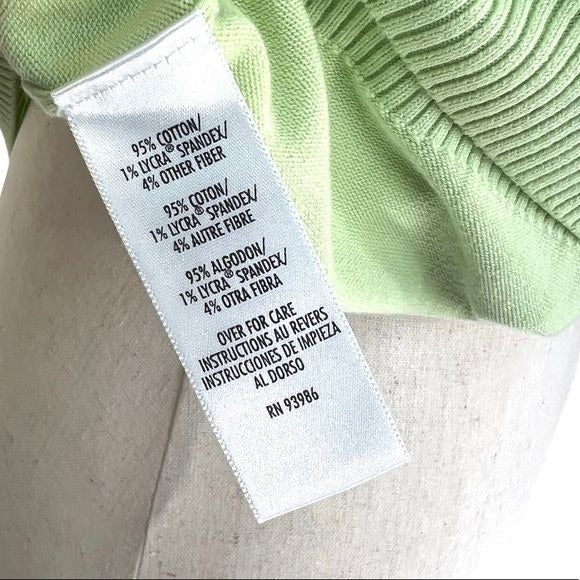 95% COTTON/
1% LYCRA® SPANDEX/
4% OTHER FIBER
95% COTON/
1% LYCRA® SPANDEX/
4% AUTRE FIBRE
95% ALGODON/
1% LYCRA® SPANDEX/
4% OTRA FIBRA
OVER FOR CARE
INSTRUCTIONS AU REVERS
INSTRUCCIONES DE IMPIEZA
AL DORSO
RN 93986